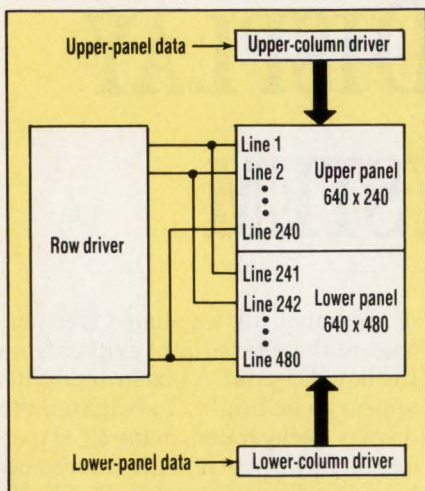 Upper-panel data
Upper-column driver
Line 1
Line 2
Line 240
Upper panel
640 x 240
Row driver
Line 241
Line 242
Line 480
Lower panel
640 x 480
Lower-panel data
Lower-column driver